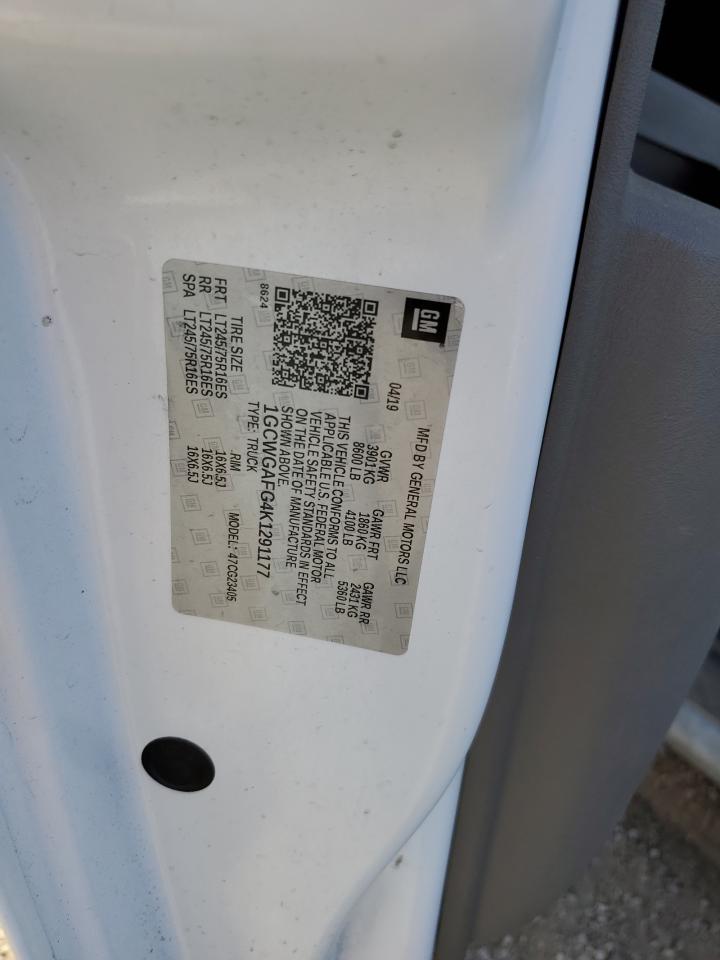 GM
MFD BY GENERAL MOTORS LLC
04/19 GVWR GAWR FRT GAWR RR
3901 KG 1860 KG 2431 KG
8600 LB 4100 LB 5360 LB
THIS VEHICLE CONFORMS TO ALL
APPLICABLE U.S. FEDERAL MOTOR
VEHICLE SAFETY STANDARDS IN EFFECT
ON THE DATE OF MANUFACTURE
SHOWN ABOVE.
1GCWGAFG4K1291177
8624 TYPE: TRUCK MODEL: 47CG23405
TIRE SIZE RIM
FRT LT245/75R16ES 16X6.5J
RR LT245/75R16ES 16X6.5J
SPA LT245/75R16ES 16X6.5J